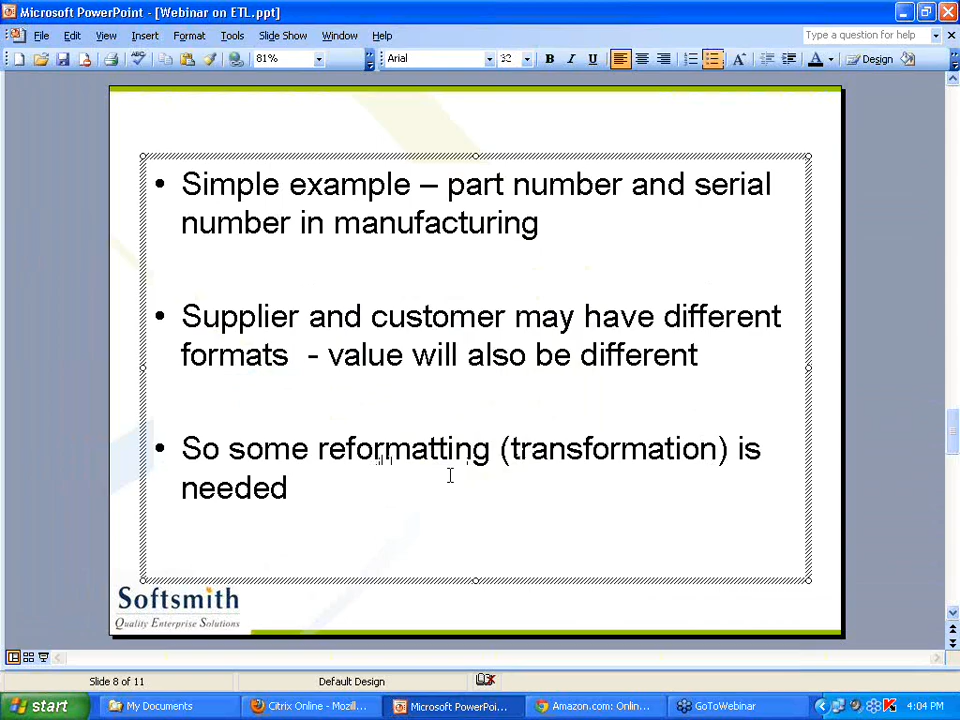 Microsoft PowerPoint - [Webinar on ETL.ppt]
File Edit View Insert Format Tools Slide Show Window Help
Type a question for help
81% Arial 32 B I U A A Design
• Simple example – part number and serial
number in manufacturing
• Supplier and customer may have different
formats - value will also be different
• So some reformatting (transformation) is
needed
Softsmith
Quality Enterprise Solutions
Slide 8 of 11 Default Design
start My Documents Citrix Online - Mozill... Microsoft PowerPoi... Amazon.com: Onlin... GoToWebinar 4:04 PM